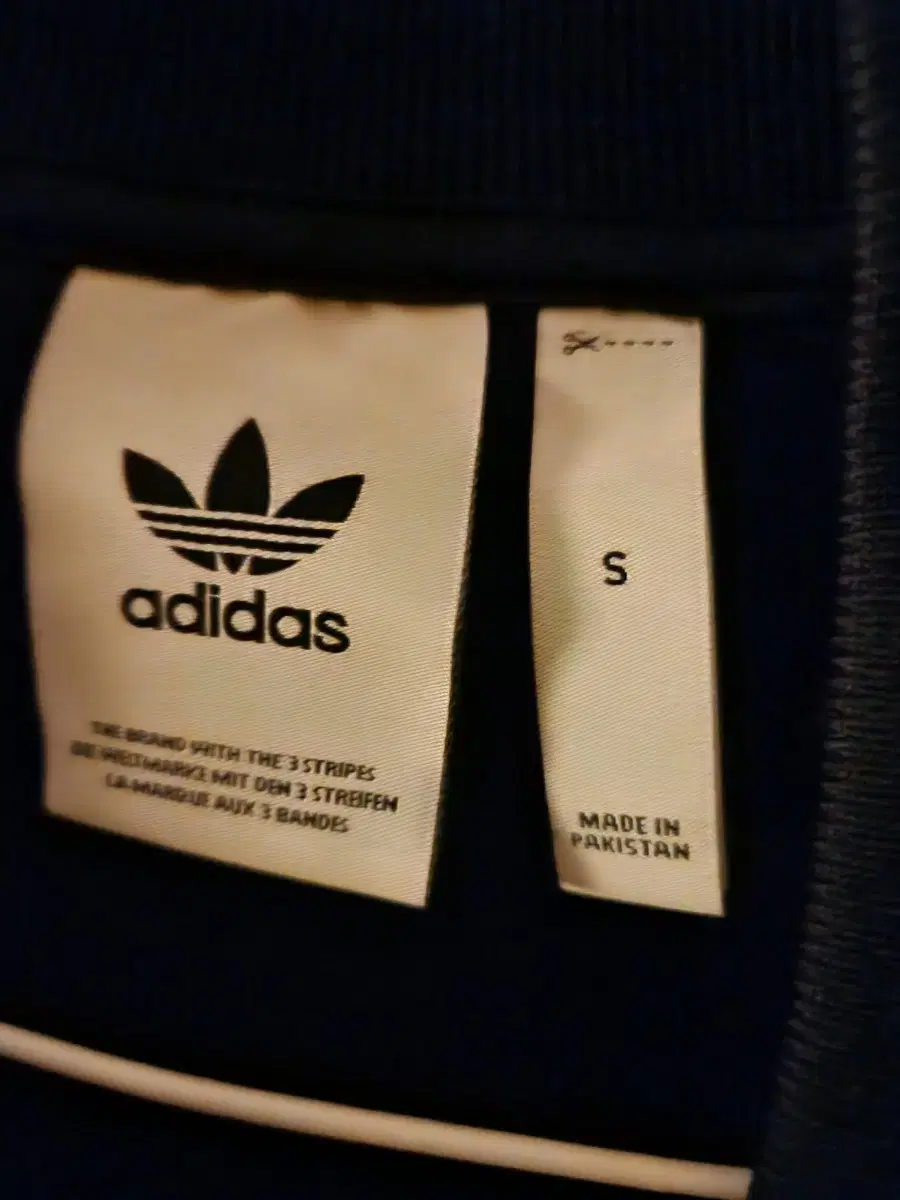 adidas
THE BRAND WITH THE 3 STRIPES
DIE WELTMARKE MIT DEN 3 STREIFEN
LA MARQUE AUX 3 BANDES
S
MADE IN
PAKISTAN